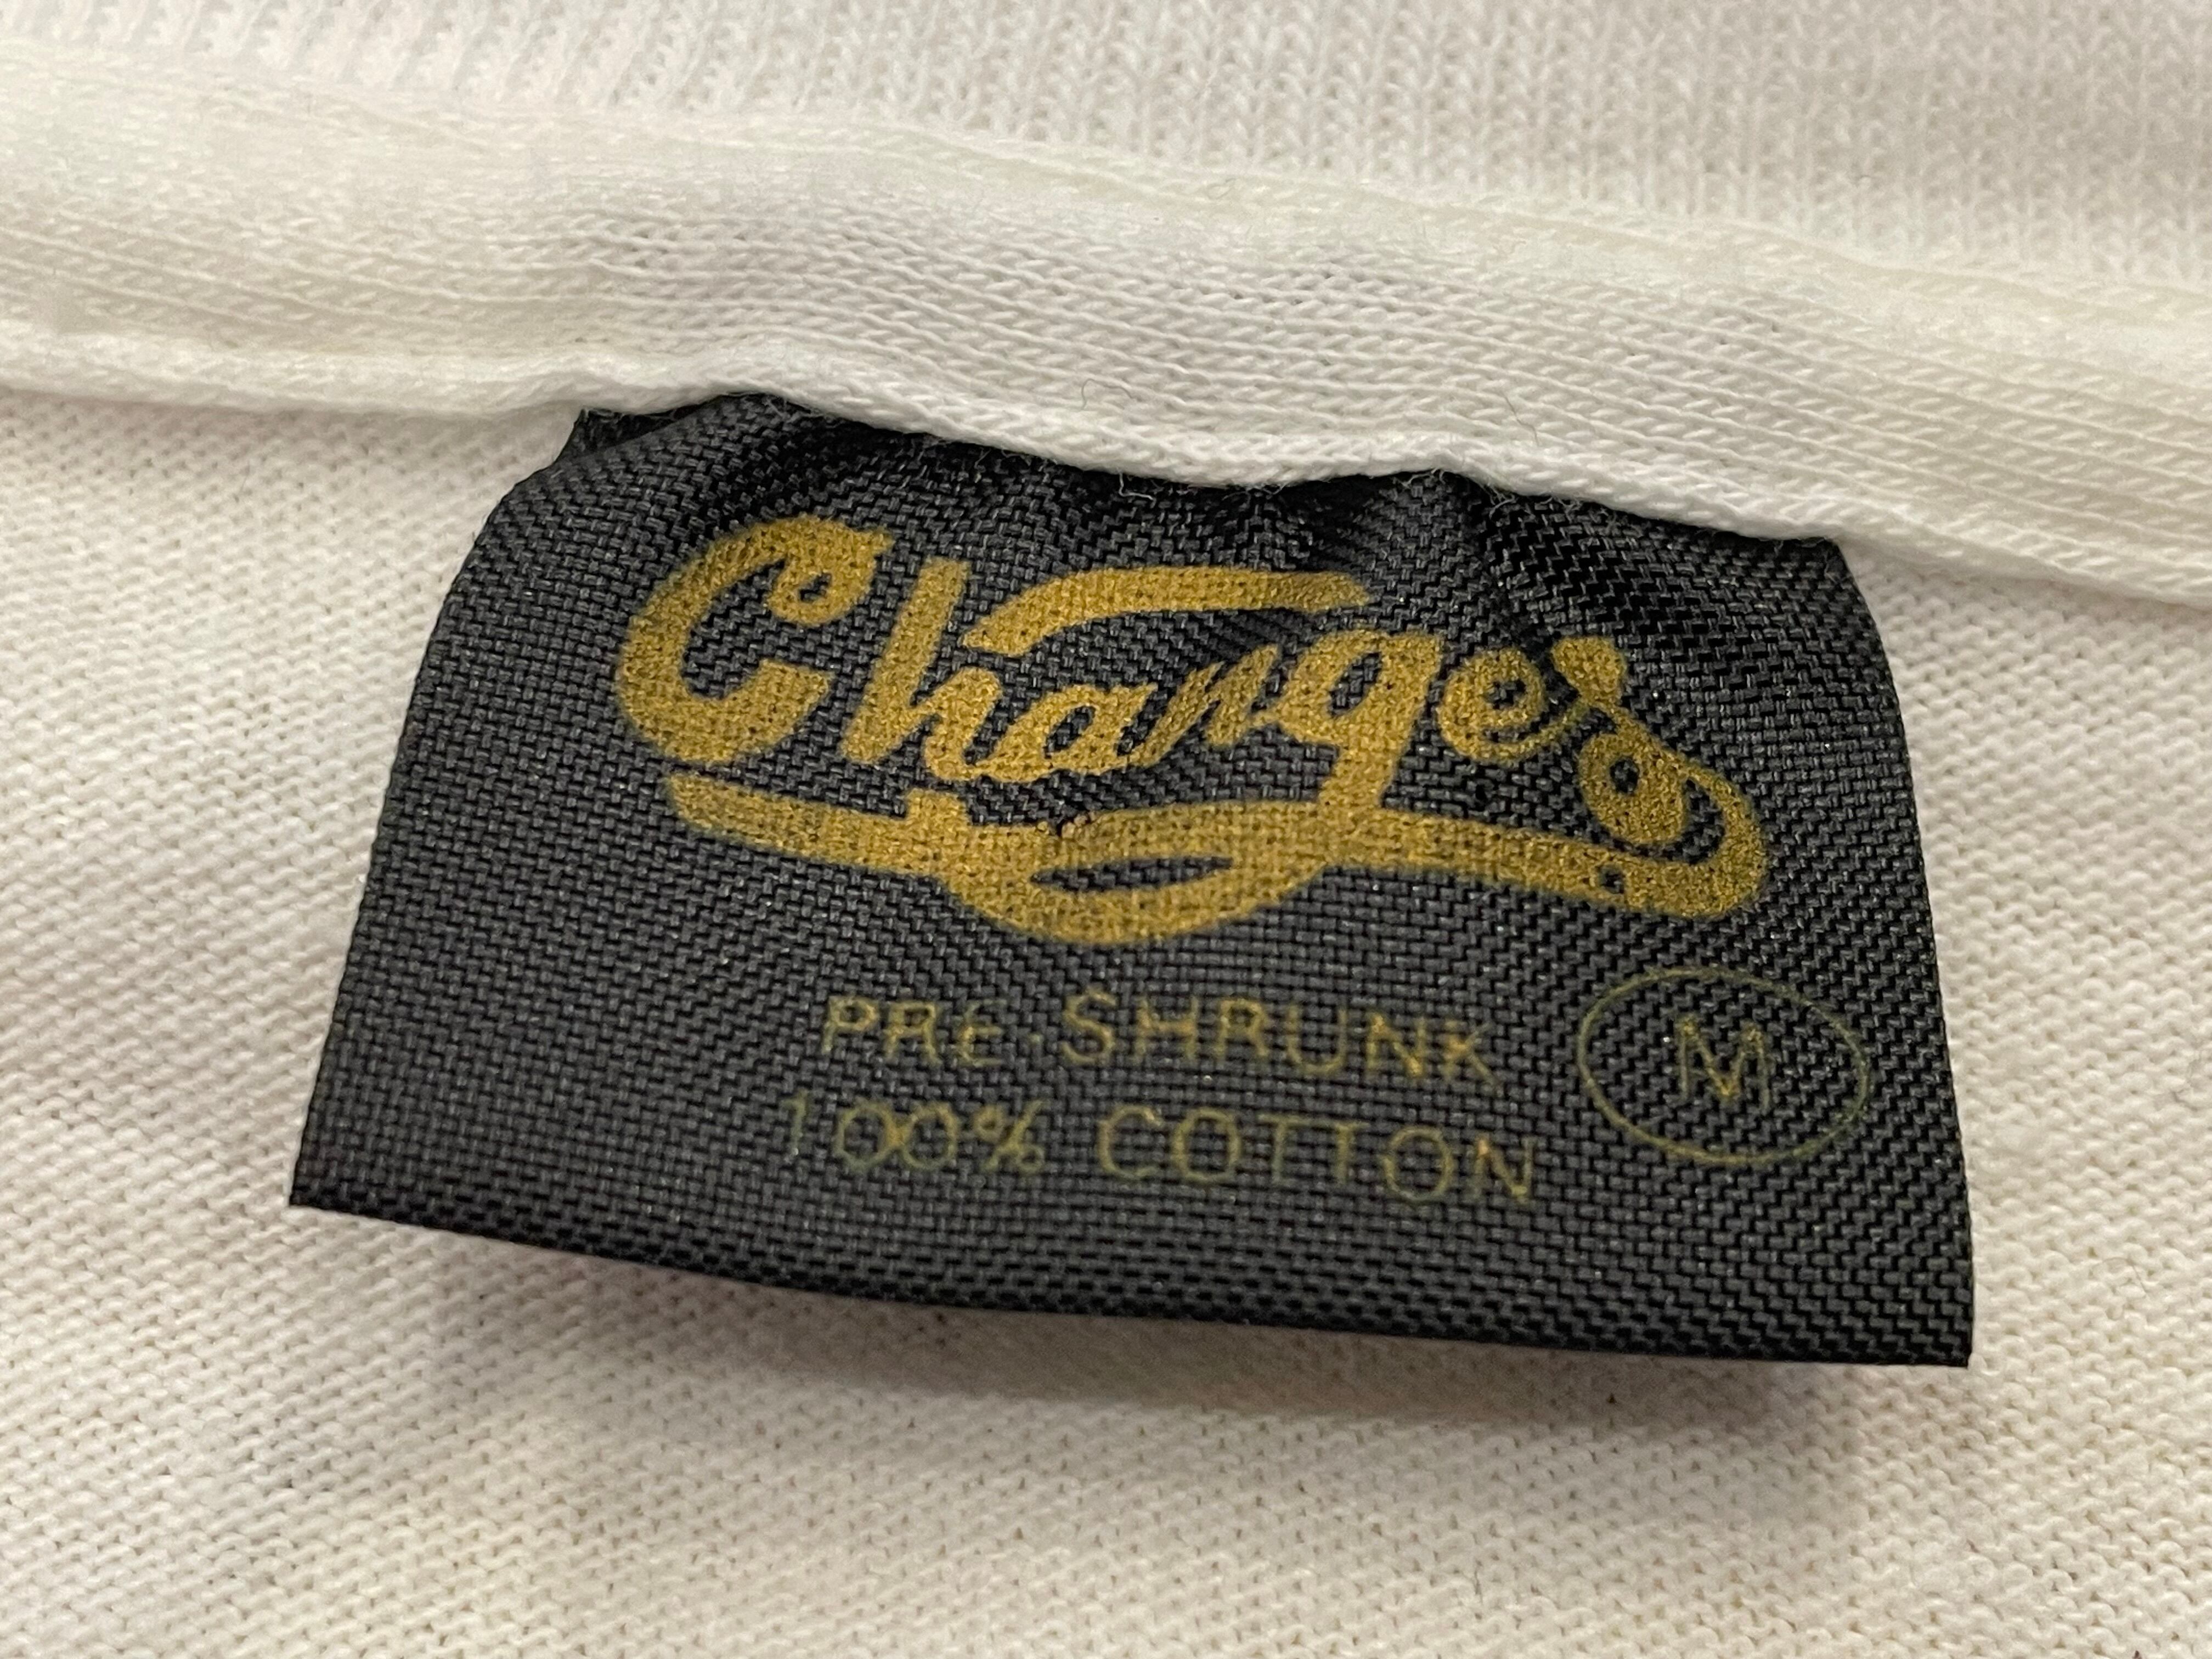 Changes
PRE-SHRUNK
M
100% COTTON